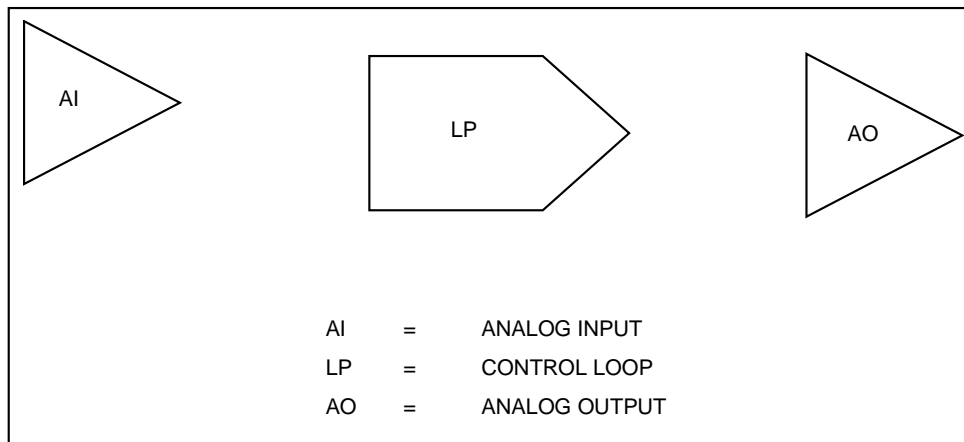 AI
LP
AO
AI = ANALOG INPUT
LP = CONTROL LOOP
AO = ANALOG OUTPUT